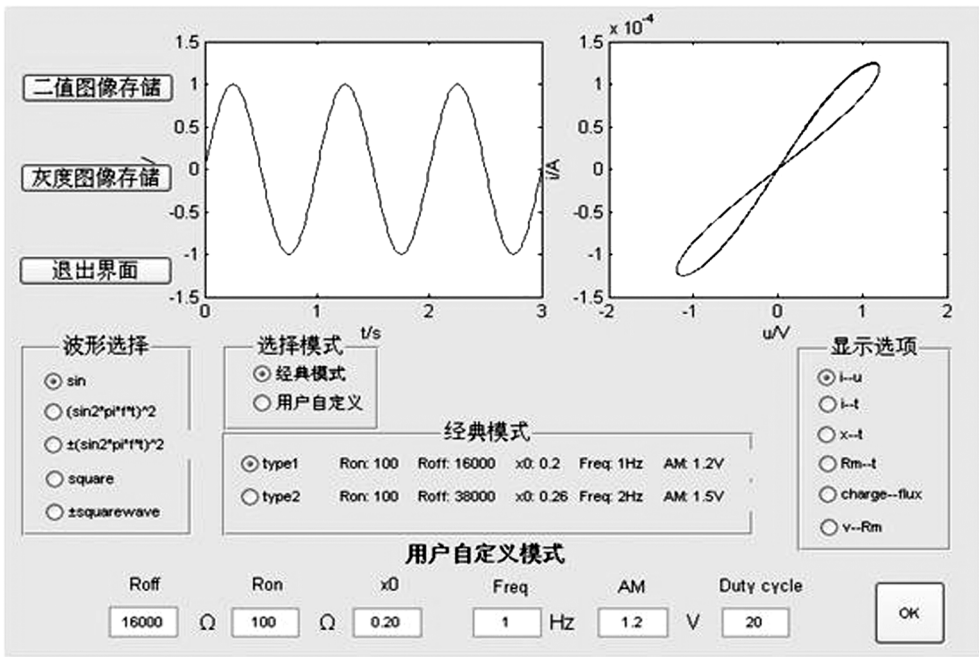 二值图像存储
灰度图像存储
退出界面
1.5
1
0.5
0
-0.5
-1
-1.5
0 1 2 3
t/s
x 10⁻⁴
1.5
1
0.5
0
-0.5
-1
-1.5
i/A
-2 -1 0 1 2
u/V
波形选择
sin
(sin2*pi*f*t)^2
±(sin2*pi*f*t)^2
square
±squarewave
选择模式
经典模式
用户自定义
经典模式
type1 Ron: 100 Roff: 16000 x0: 0.2 Freq: 1Hz AM: 1.2V
type2 Ron: 100 Roff: 38000 x0: 0.26 Freq: 2Hz AM: 1.5V
显示选项
i--u
i--t
x--t
Rm--t
charge--flux
v--Rm
用户自定义模式
Roff Ron x0 Freq AM Duty cycle
16000 Ω 100 Ω 0.20 1 Hz 1.2 V 20
OK